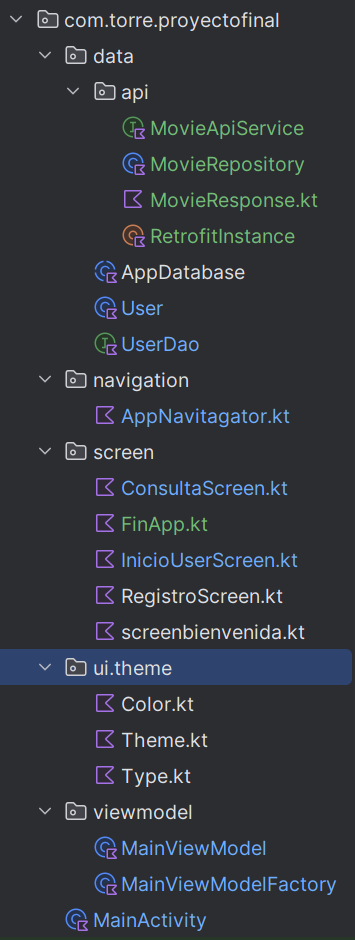 com.torre.proyectofinal
data
api
MovieApiService
MovieRepository
MovieResponse.kt
RetrofitInstance
AppDatabase
User
UserDao
navigation
AppNavitagator.kt
screen
ConsultaScreen.kt
FinApp.kt
InicioUserScreen.kt
RegistroScreen.kt
screenbienvenida.kt
ui.theme
Color.kt
Theme.kt
Type.kt
viewmodel
MainViewModel
MainViewModelFactory
MainActivity